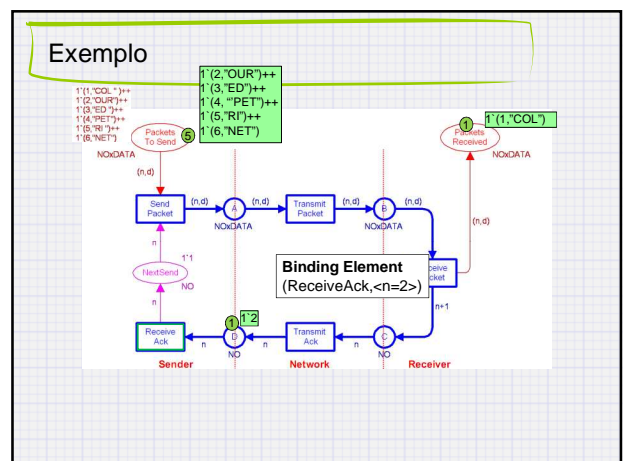 Exemplo
1`(1,"COL ")++
1`(2,"OUR")++
1`(3,"ED ")++
1`(4,"PET")++
1`(5,"RI ")++
1`(6,"NET")
1`(2,"OUR")++
1`(3,"ED")++
1`(4, "'PET")++
1`(5,"RI")++
1`(6,"NET")
Packets
To Send
5
NOxDATA
1
1`(1,"COL")
Packets
Received
NOxDATA
(n,d)
Send
Packet
(n,d)
A
NOxDATA
(n,d)
Transmit
Packet
(n,d)
B
NOxDATA
(n,d)
(n,d)
n
1`1
NextSend
NO
n
Binding Element
(ReceiveAck,<n=2>)
ceive
cket
n+1
Receive
Ack
n
1
1`2
D
NO
n
Transmit
Ack
n
C
NO
Sender
Network
Receiver